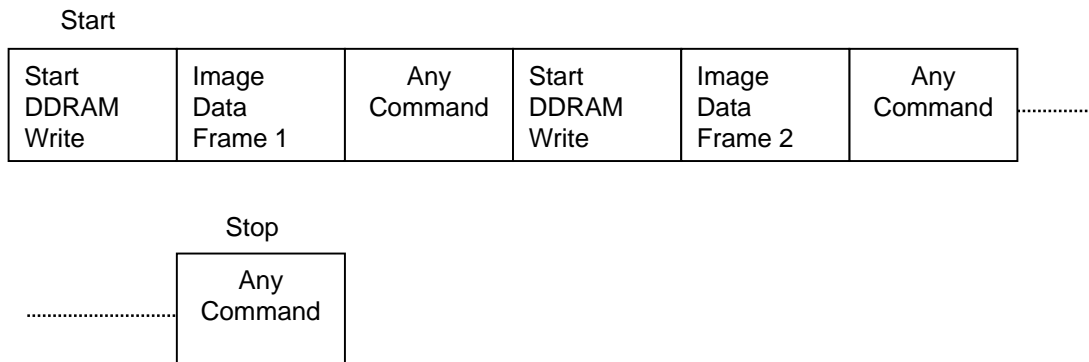 Start
Start
DDRAM
Write
Image
Data
Frame 1
Any
Command
Start
DDRAM
Write
Image
Data
Frame 2
Any
Command
Stop
Any
Command